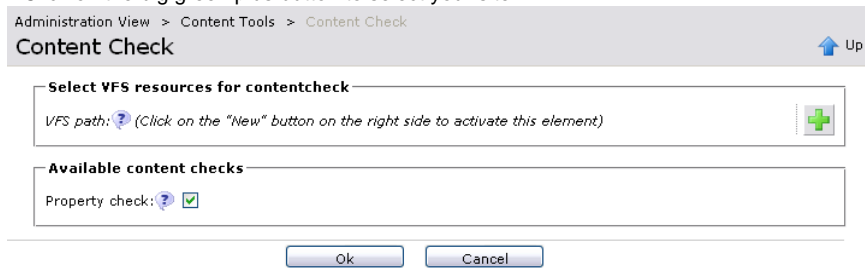 Administration View > Content Tools > Content Check
Content Check
Up
Select VFS resources for contentcheck
VFS path: (Click on the "New" button on the right side to activate this element)
Available content checks
Property check:
Ok
Cancel